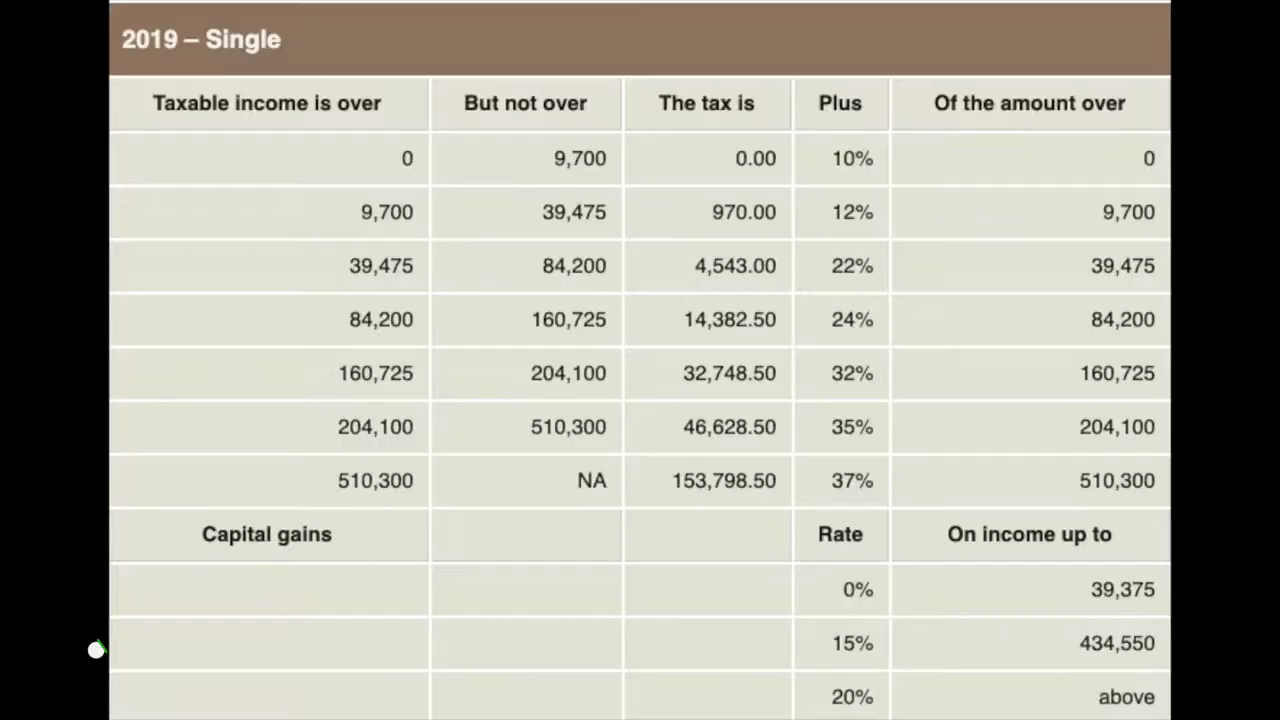 2019 – Single
Taxable income is over But not over The tax is Plus Of the amount over
0 9,700 0.00 10% 0
9,700 39,475 970.00 12% 9,700
39,475 84,200 4,543.00 22% 39,475
84,200 160,725 14,382.50 24% 84,200
160,725 204,100 32,748.50 32% 160,725
204,100 510,300 46,628.50 35% 204,100
510,300 NA 153,798.50 37% 510,300
Capital gains Rate On income up to
0% 39,375
15% 434,550
20% above